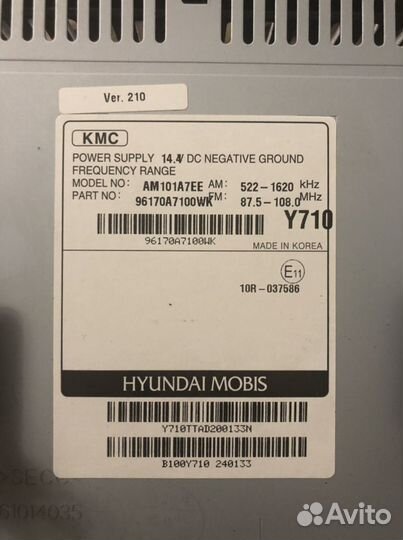 Ver. 210
KMC
POWER SUPPLY 14.4V DC NEGATIVE GROUND
FREQUENCY RANGE
MODEL NO: AM101A7EE AM: 522-1620 kHz
PART NO: 96170A7100WK FM: 87.5-108.0 MHz
Y710
96170A7100WK
MADE IN KOREA
E11
10R-037586
HYUNDAI MOBIS
Y710TTAD200133N
B100Y710 240133
>SECC
61014035
Avito